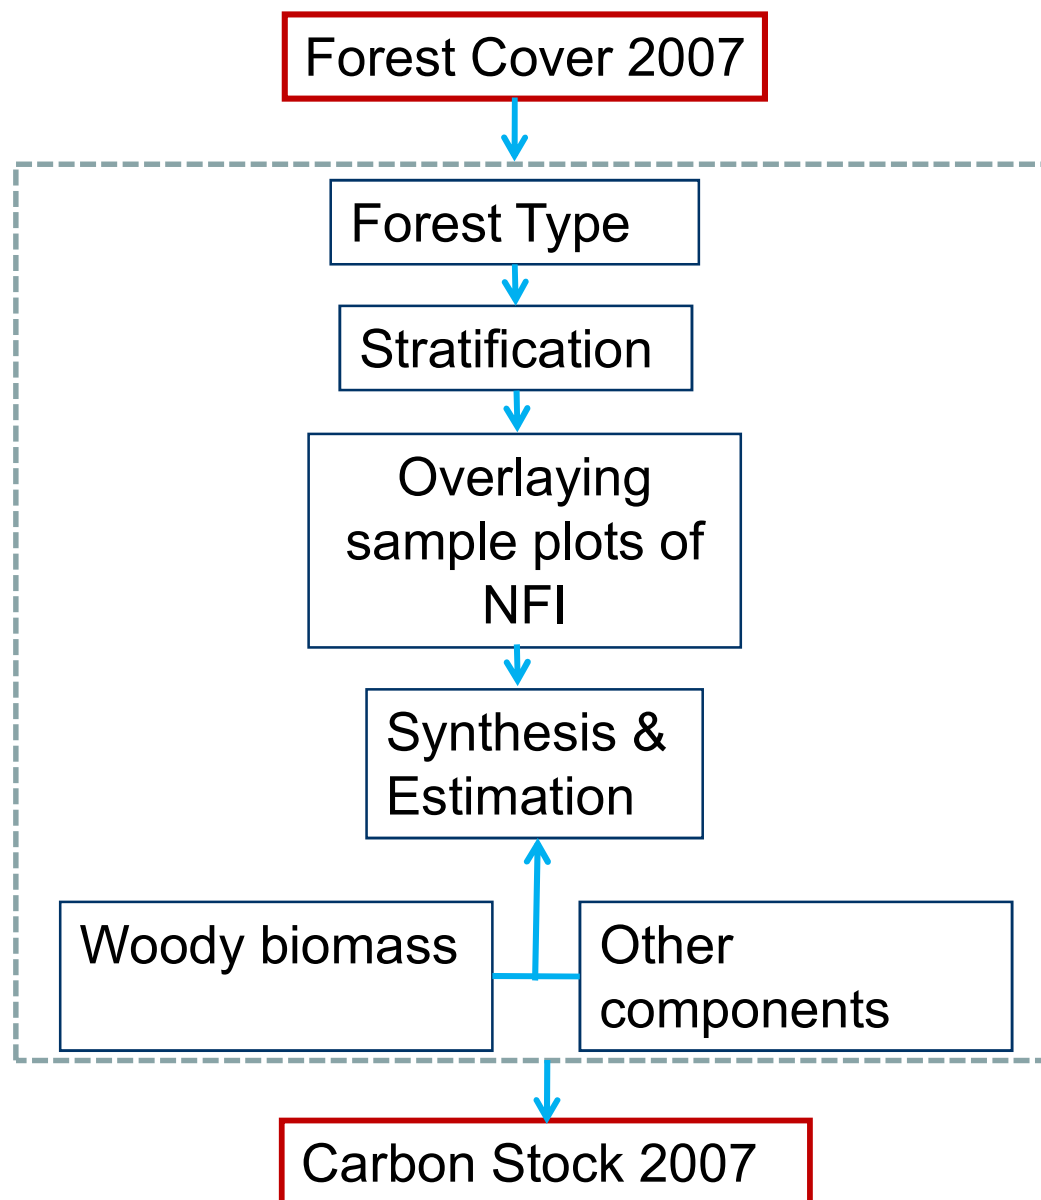 Forest Cover 2007
Forest Type
Stratification
Overlaying
sample plots of
NFI
Synthesis &
Estimation
Woody biomass
Other
components
Carbon Stock 2007